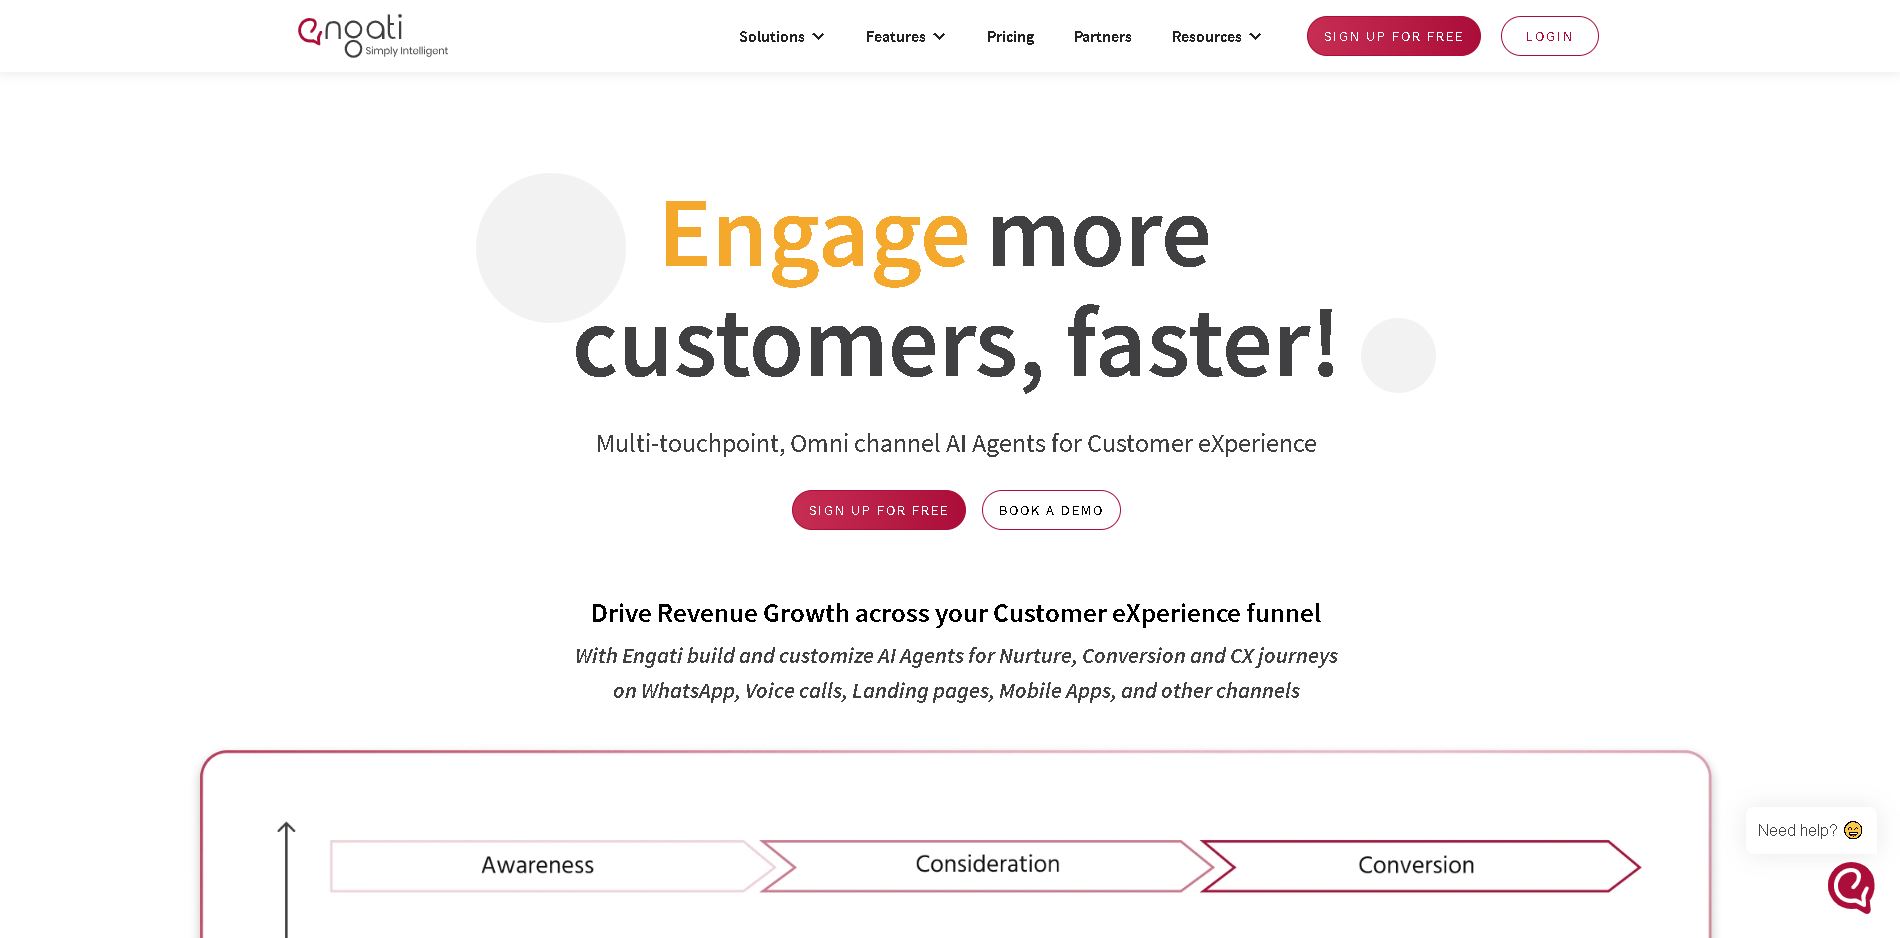 engati
Simply Intelligent
Solutions
Features
Pricing
Partners
Resources
SIGN UP FOR FREE
LOGIN
Engage more
customers, faster!
Multi-touchpoint, Omni channel AI Agents for Customer eXperience
SIGN UP FOR FREE
BOOK A DEMO
Drive Revenue Growth across your Customer eXperience funnel
With Engati build and customize AI Agents for Nurture, Conversion and CX journeys
on WhatsApp, Voice calls, Landing pages, Mobile Apps, and other channels
Awareness
Consideration
Conversion
Need help? 😄